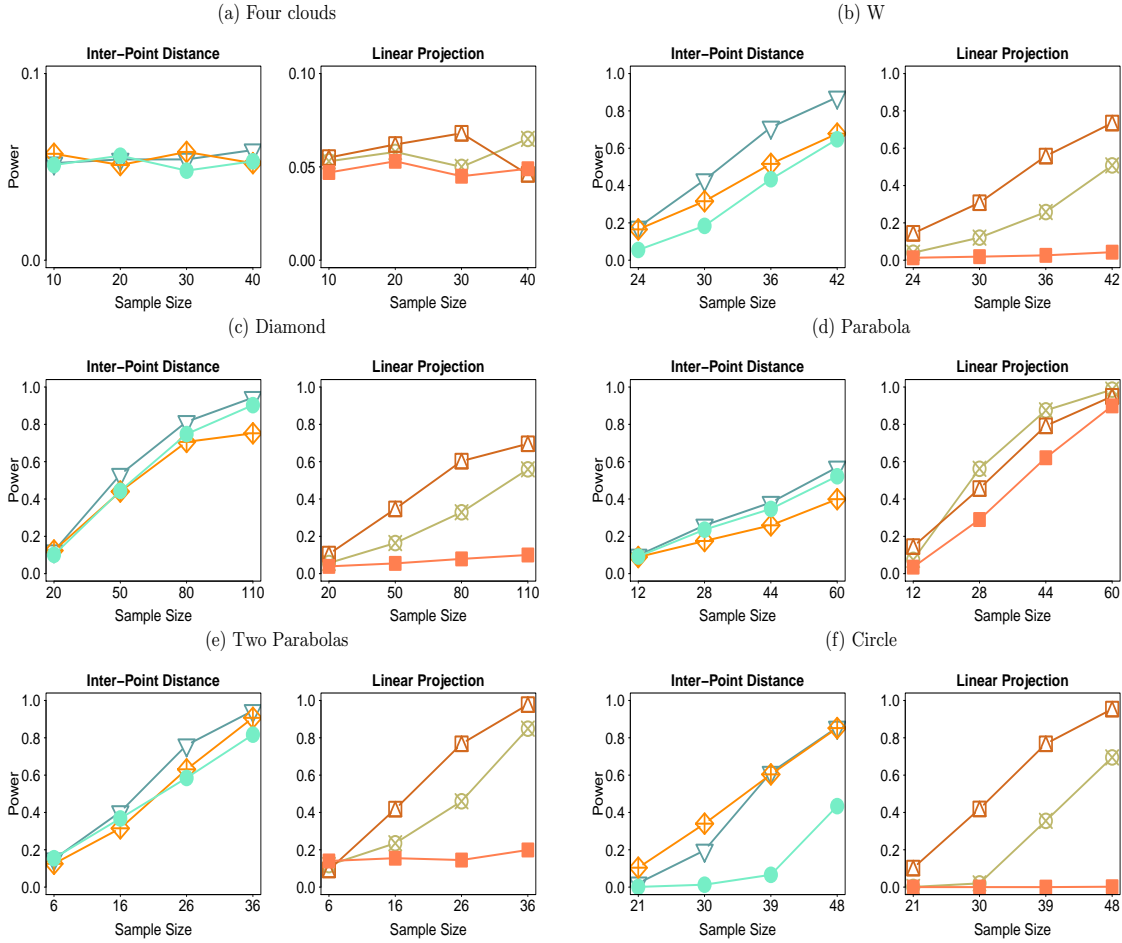 (a) Four clouds
Inter-Point Distance
Power
0.1
0.0
10 20 30 40
Sample Size
Linear Projection
0.10
0.05
0.00
10 20 30 40
Sample Size
(b) W
Inter-Point Distance
Power
1.0
0.8
0.6
0.4
0.2
0.0
24 30 36 42
Sample Size
Linear Projection
1.0
0.8
0.6
0.4
0.2
0.0
24 30 36 42
Sample Size
(c) Diamond
Inter-Point Distance
Power
1.0
0.8
0.6
0.4
0.2
0.0
20 50 80 110
Sample Size
Linear Projection
1.0
0.8
0.6
0.4
0.2
0.0
20 50 80 110
Sample Size
(d) Parabola
Inter-Point Distance
Power
1.0
0.8
0.6
0.4
0.2
0.0
12 28 44 60
Sample Size
Linear Projection
1.0
0.8
0.6
0.4
0.2
0.0
12 28 44 60
Sample Size
(e) Two Parabolas
Inter-Point Distance
Power
1.0
0.8
0.6
0.4
0.2
0.0
6 16 26 36
Sample Size
Linear Projection
1.0
0.8
0.6
0.4
0.2
0.0
6 16 26 36
Sample Size
(f) Circle
Inter-Point Distance
Power
1.0
0.8
0.6
0.4
0.2
0.0
21 30 39 48
Sample Size
Linear Projection
1.0
0.8
0.6
0.4
0.2
0.0
21 30 39 48
Sample Size